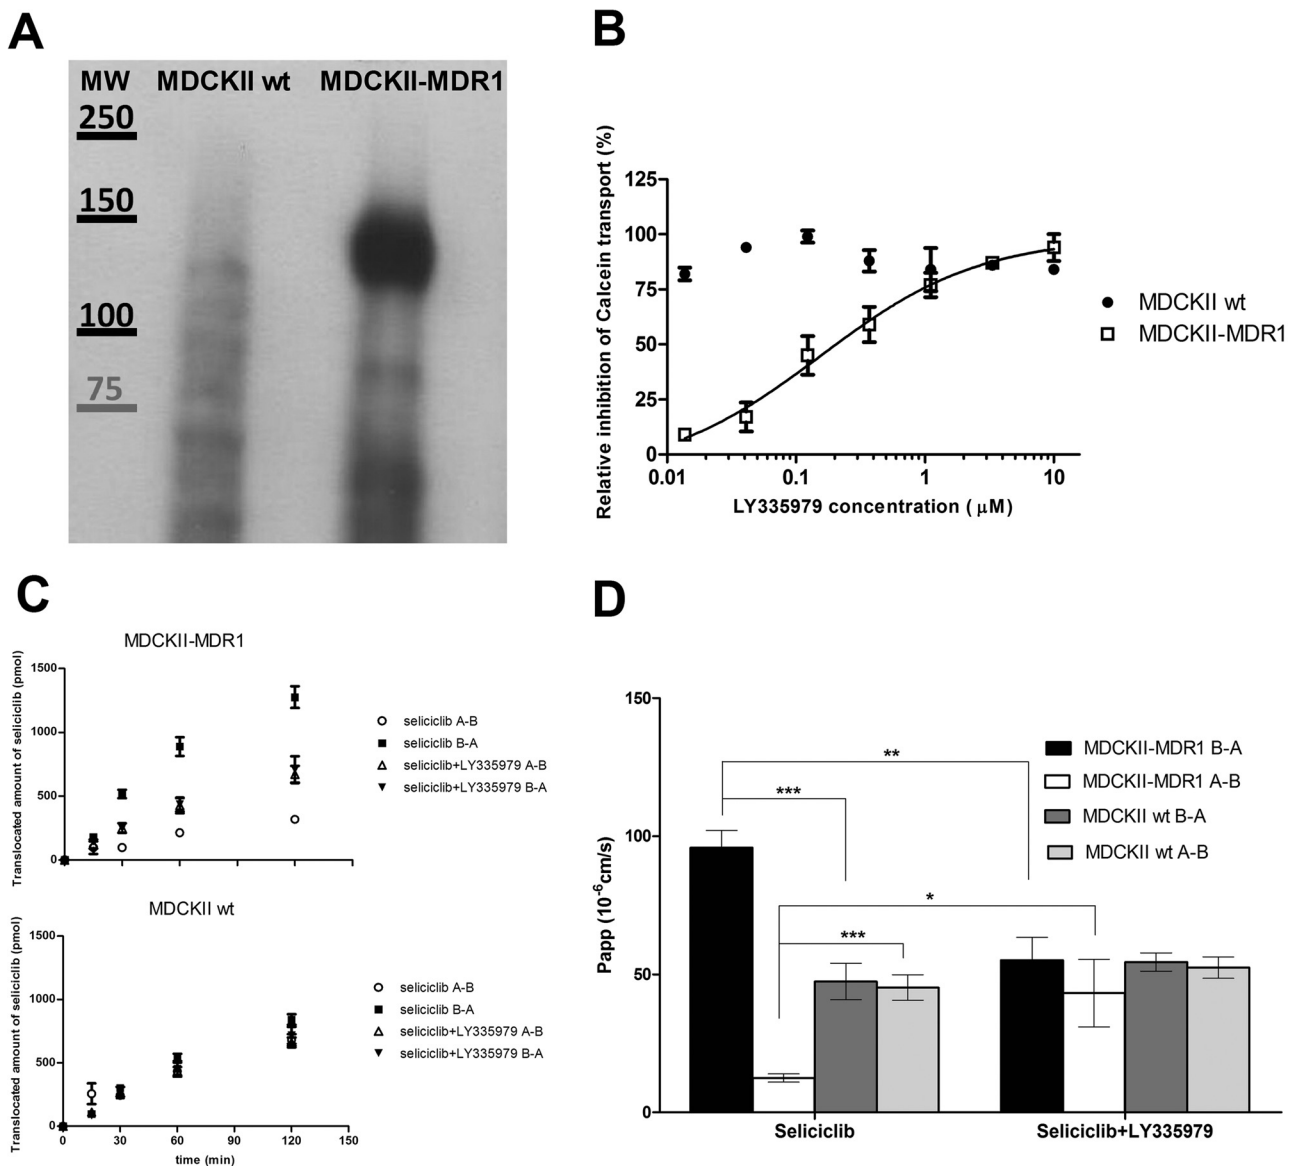 A
MW MDCKII wt MDCKII-MDR1
250
150
100
75
B
Relative inhibition of Calcein transport (%)
125
100
75
50
25
0
0.01 0.1 1 10
LY335979 concentration ( μM)
MDCKII wt
MDCKII-MDR1
C
MDCKII-MDR1
Translocated amount of seliciclib (pmol)
1500
1000
500
0
seliciclib A-B
seliciclib B-A
seliciclib+LY335979 A-B
seliciclib+LY335979 B-A
MDCKII wt
Translocated amount of seliciclib (pmol)
1500
1000
500
0
0 30 60 90 120 150
time (min)
seliciclib A-B
seliciclib B-A
seliciclib+LY335979 A-B
seliciclib+LY335979 B-A
D
Papp (10-6cm/s)
150
100
50
0
**
***
*
***
MDCKII-MDR1 B-A
MDCKII-MDR1 A-B
MDCKII wt B-A
MDCKII wt A-B
Seliciclib Seliciclib+LY335979